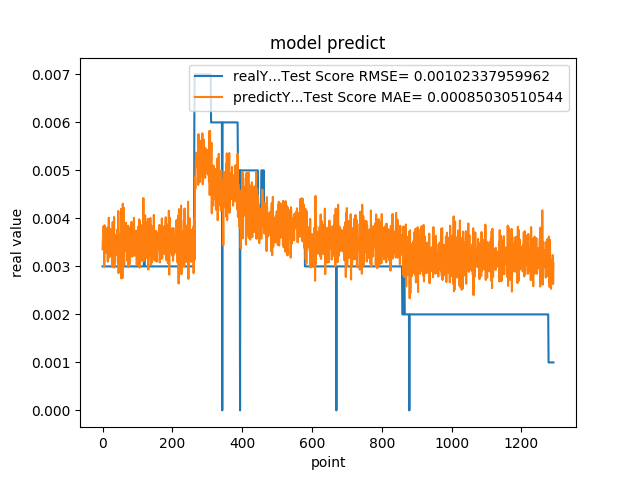 model predict
realY...Test Score RMSE= 0.00102337959962
predictY...Test Score MAE= 0.00085030510544
0.007
0.006
0.005
0.004
0.003
0.002
0.001
0.000
real value
0 200 400 600 800 1000 1200
point